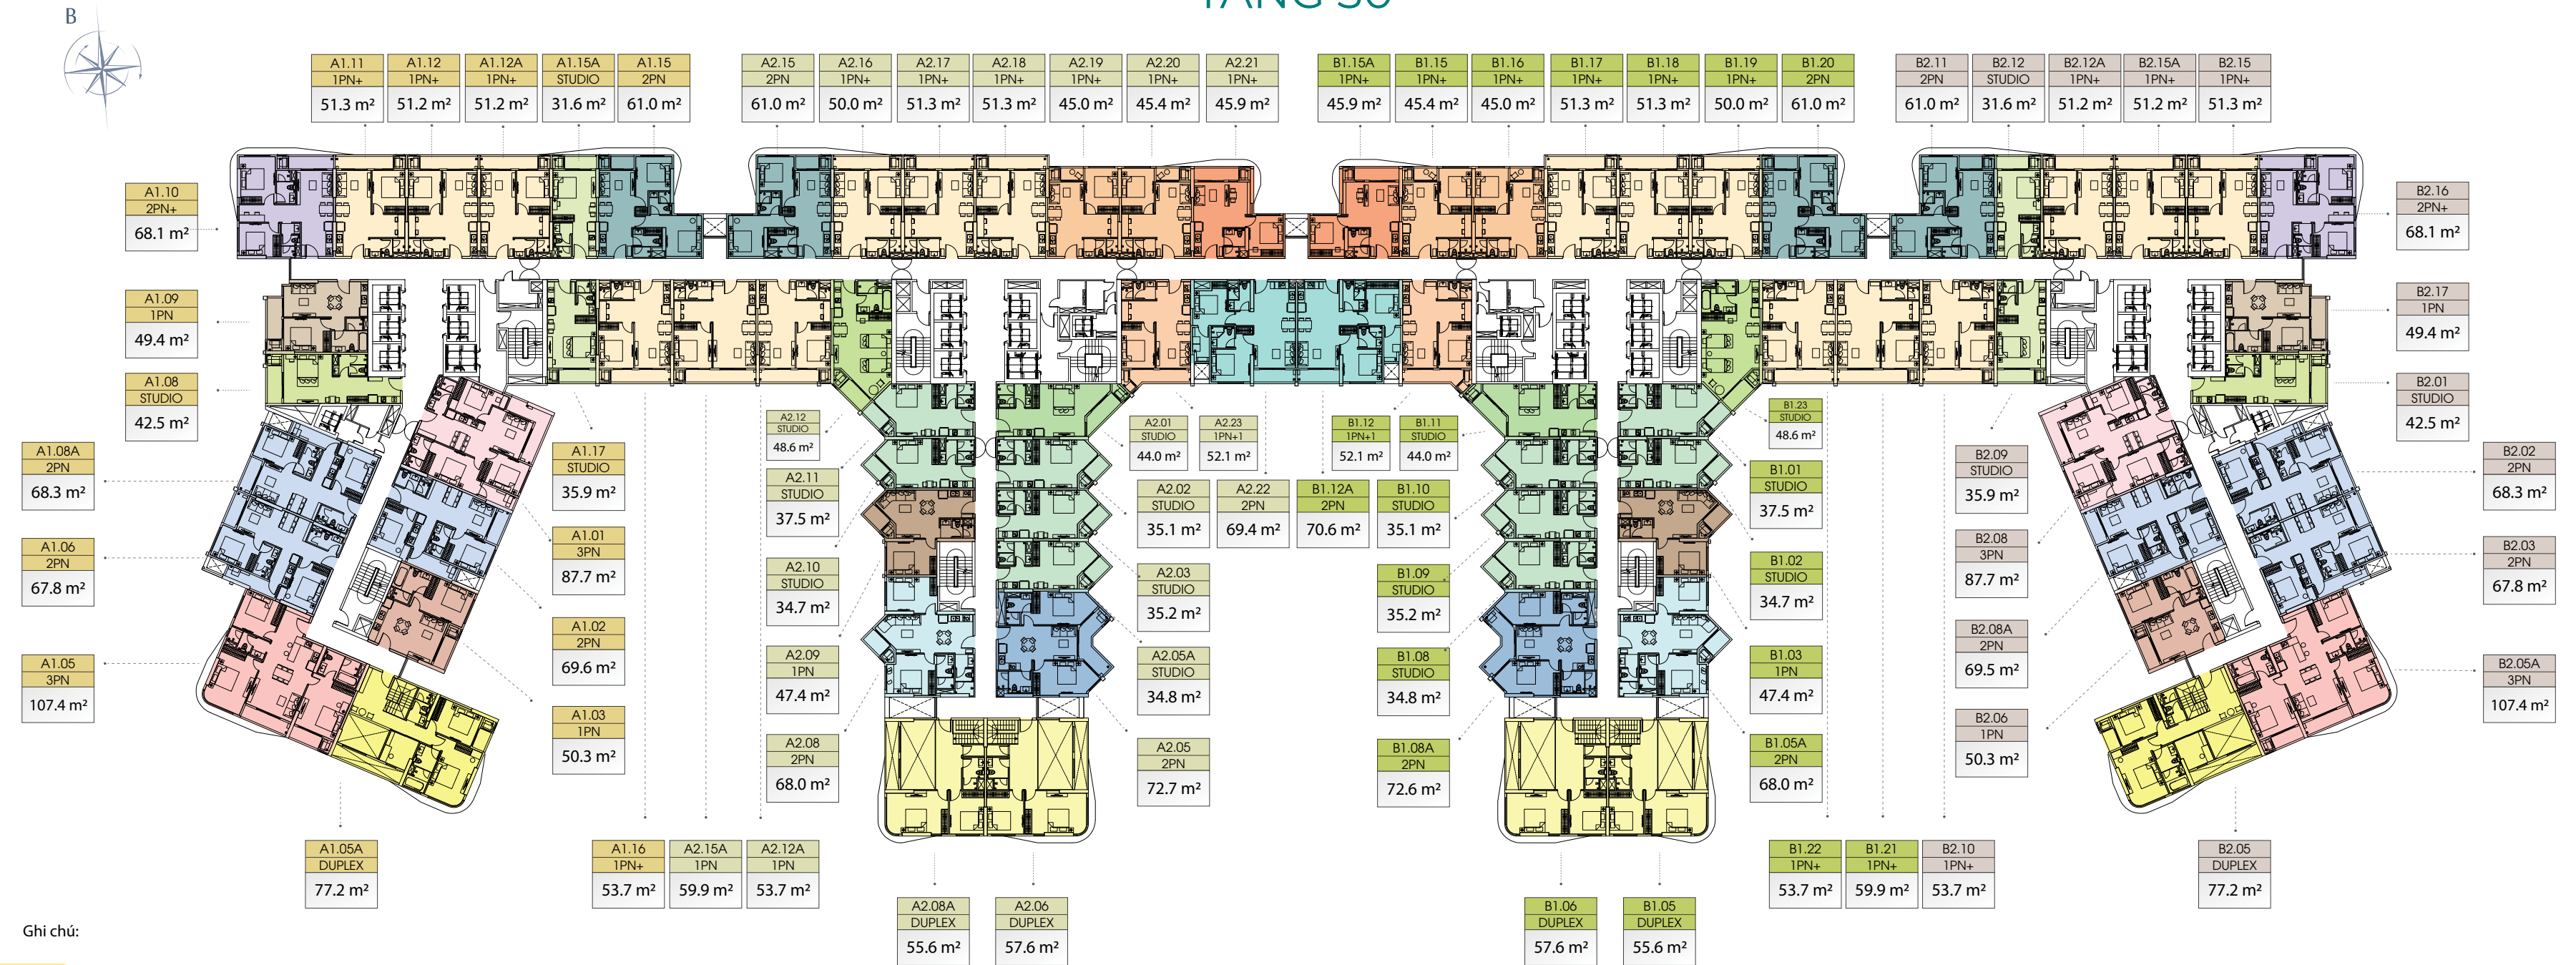 B
A1.11
1PN+
51.3 m²
A1.12
1PN+
51.2 m²
A1.12A
1PN+
51.2 m²
A1.15A
STUDIO
31.6 m²
A1.15
2PN
61.0 m²
A2.15
2PN
61.0 m²
A2.16
1PN+
50.0 m²
A2.17
1PN+
51.3 m²
A2.18
1PN+
51.3 m²
A2.19
1PN+
45.0 m²
A2.20
1PN+
45.4 m²
A2.21
1PN+
45.9 m²
B1.15A
1PN+
45.9 m²
B1.15
1PN+
45.4 m²
B1.16
1PN+
45.0 m²
B1.17
1PN+
51.3 m²
B1.18
1PN+
51.3 m²
B1.19
1PN+
50.0 m²
B1.20
2PN
61.0 m²
B2.11
2PN
61.0 m²
B2.12
STUDIO
31.6 m²
B2.12A
1PN+
51.2 m²
B2.15A
1PN+
51.2 m²
B2.15
1PN+
51.3 m²
A1.10
2PN+
68.1 m²
B2.16
2PN+
68.1 m²
A1.09
1PN
49.4 m²
B2.17
1PN
49.4 m²
A1.08
STUDIO
42.5 m²
B2.01
STUDIO
42.5 m²
A1.08A
2PN
68.3 m²
A1.17
STUDIO
35.9 m²
A2.12
STUDIO
48.6 m²
A2.01
STUDIO
44.0 m²
A2.23
1PN+1
52.1 m²
B1.12
1PN+1
52.1 m²
B1.11
STUDIO
44.0 m²
B1.23
STUDIO
48.6 m²
B2.09
STUDIO
35.9 m²
B2.02
2PN
68.3 m²
A2.11
STUDIO
37.5 m²
A2.02
STUDIO
35.1 m²
A2.22
2PN
69.4 m²
B1.12A
2PN
70.6 m²
B1.10
STUDIO
35.1 m²
B1.01
STUDIO
37.5 m²
A1.06
2PN
67.8 m²
A1.01
3PN
87.7 m²
A2.10
STUDIO
34.7 m²
A2.03
STUDIO
35.2 m²
B1.09
STUDIO
35.2 m²
B1.02
STUDIO
34.7 m²
B2.08
3PN
87.7 m²
B2.03
2PN
67.8 m²
A1.02
2PN
69.6 m²
A2.09
1PN
47.4 m²
A2.05A
STUDIO
34.8 m²
B1.08
STUDIO
34.8 m²
B1.03
1PN
47.4 m²
B2.08A
2PN
69.5 m²
A1.05
3PN
107.4 m²
B2.05A
3PN
107.4 m²
A1.03
1PN
50.3 m²
A2.08
2PN
68.0 m²
A2.05
2PN
72.7 m²
B1.08A
2PN
72.6 m²
B1.05A
2PN
68.0 m²
B2.06
1PN
50.3 m²
A1.05A
DUPLEX
77.2 m²
A1.16
1PN+
53.7 m²
A2.15A
1PN
59.9 m²
A2.12A
1PN
53.7 m²
B1.22
1PN+
53.7 m²
B1.21
1PN+
59.9 m²
B2.10
1PN+
53.7 m²
B2.05
DUPLEX
77.2 m²
A2.08A
DUPLEX
55.6 m²
A2.06
DUPLEX
57.6 m²
B1.06
DUPLEX
57.6 m²
B1.05
DUPLEX
55.6 m²
Ghi chú: